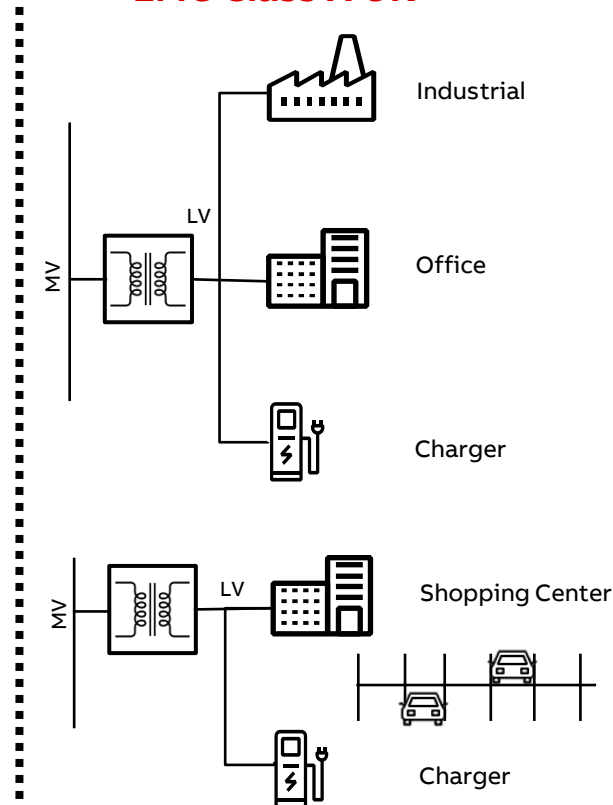 Industrial
LV
Office
MV
Charger
LV
Shopping Center
MV
Charger